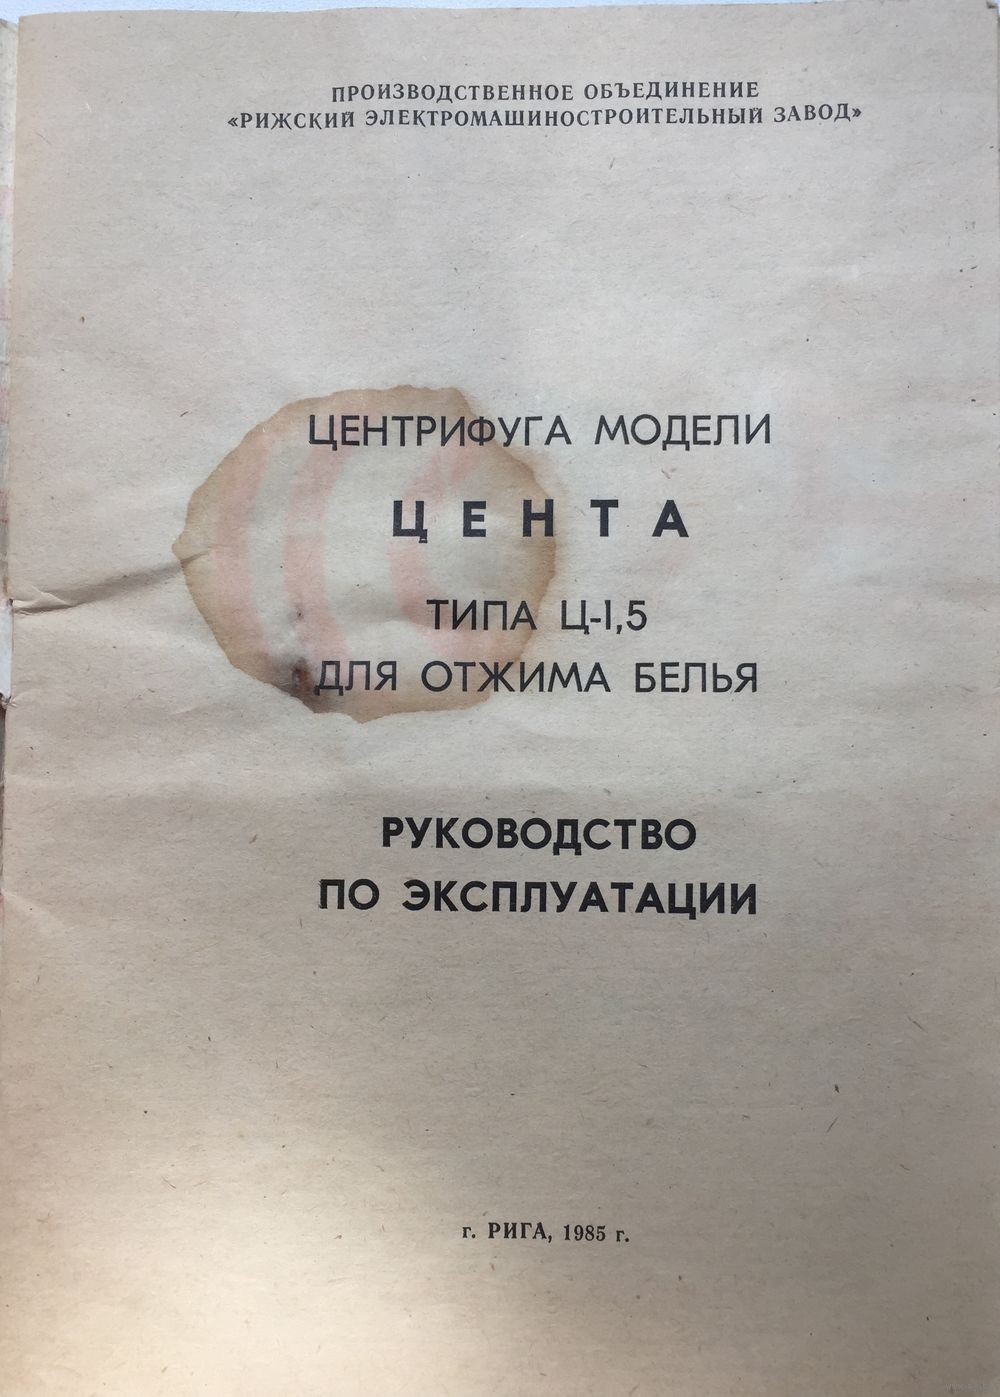 ПРОИЗВОДСТВЕННОЕ ОБЪЕДИНЕНИЕ
«РИЖСКИЙ ЭЛЕКТРОМАШИНОСТРОИТЕЛЬНЫЙ ЗАВОД»
ЦЕНТРИФУГА МОДЕЛИ
ЦЕНТА
ТИПА Ц-1,5
ДЛЯ ОТЖИМА БЕЛЬЯ
РУКОВОДСТВО
ПО ЭКСПЛУАТАЦИИ
г. РИГА, 1985 г.